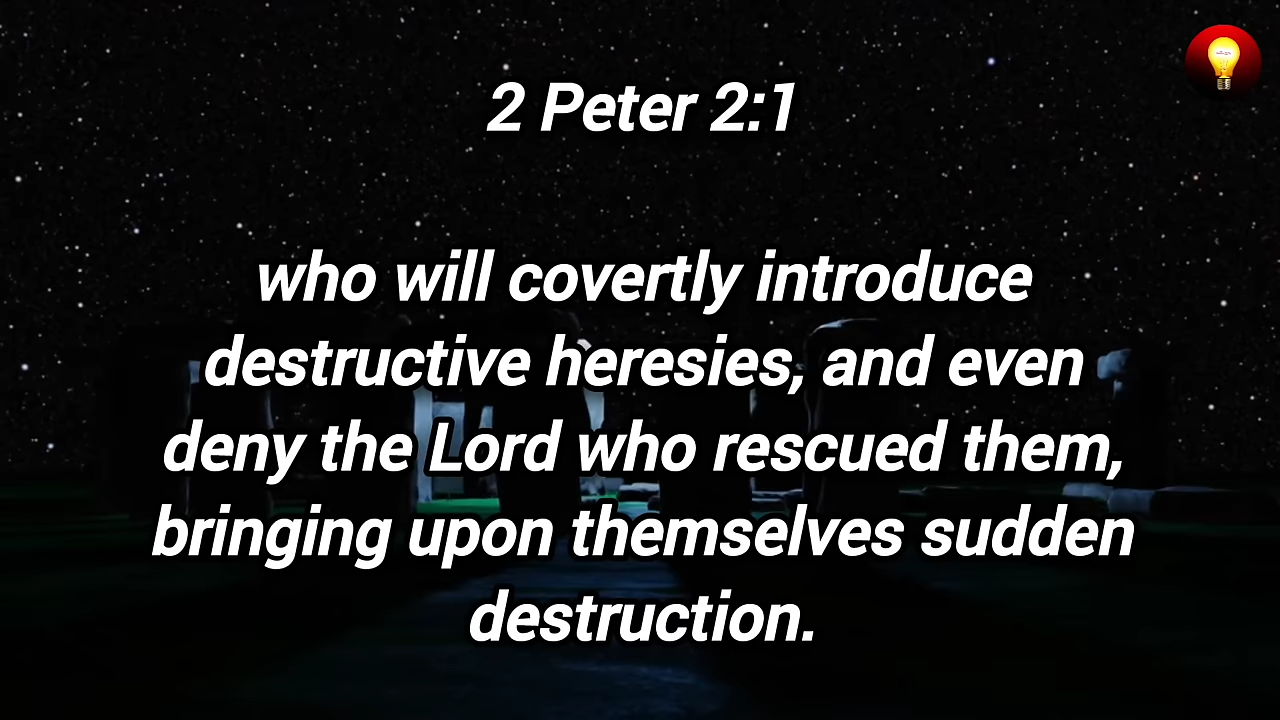 2 Peter 2:1
who will covertly introduce
destructive heresies, and even
deny the Lord who rescued them,
bringing upon themselves sudden
destruction.